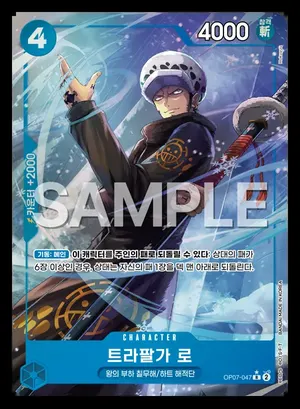 4
4000
참격
斬
카운터 +2000
SAMPLE
기동: 메인 이 캐릭터를 주인의 패로 되돌릴 수 있다: 상대의 패가
6장 이상인 경우, 상대는 자신의 패 1장을 덱 맨 아래로 되돌린다.
CHARACTER
트라팔가 로
왕의 부하 칠무해/하트 해적단
OP07-047 R 2